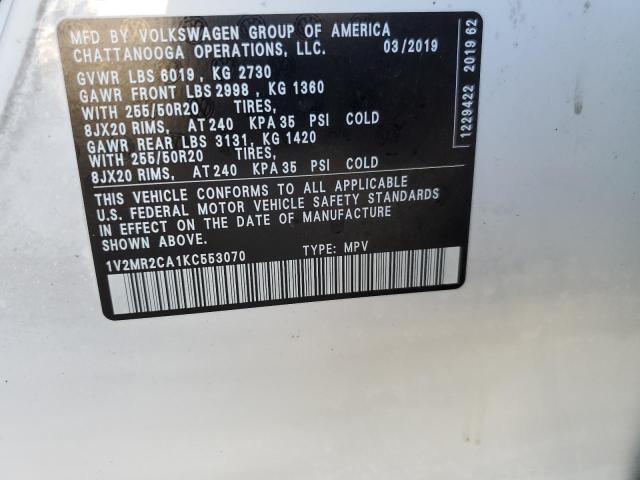 MFD BY VOLKSWAGEN GROUP OF AMERICA
CHATTANOOGA OPERATIONS, LLC. 03/2019
GVWR LBS 6019, KG 2730
GAWR FRONT LBS 2998, KG 1360
WITH 255/50R20 TIRES,
8JX20 RIMS, AT 240 KPA 35 PSI COLD
GAWR REAR LBS 3131, KG 1420
WITH 255/50R20 TIRES,
8JX20 RIMS, AT 240 KPA 35 PSI COLD
THIS VEHICLE CONFORMS TO ALL APPLICABLE
U.S. FEDERAL MOTOR VEHICLE SAFETY STANDARDS
IN EFFECT ON THE DATE OF MANUFACTURE
SHOWN ABOVE.
1V2MR2CA1KC553070 TYPE: MPV
1229422 2019 62